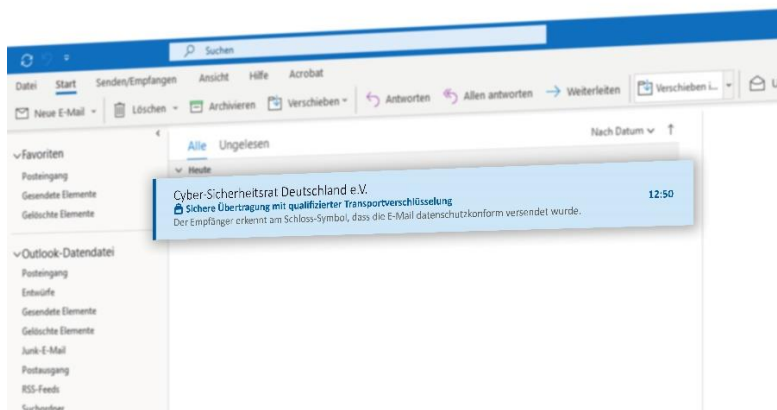 Suchen
Datei Start Senden/Empfangen Ansicht Hilfe Acrobat
Neue E-Mail Löschen Archivieren Verschieben Antworten Allen antworten Weiterleiten Verschieben i...
Favoriten
Posteingang
Gesendete Elemente
Gelöschte Elemente
Outlook-Datendatei
Posteingang
Entwürfe
Gesendete Elemente
Gelöschte Elemente
Junk-E-Mail
Postausgang
RSS-Feeds
Suchordner
Alle Ungelesen
Nach Datum
Heute
Cyber-Sicherheitsrat Deutschland e.V.
Sichere Übertragung mit qualifizierter Transportverschlüsselung
12:50
Der Empfänger erkennt am Schloss-Symbol, dass die E-Mail datenschutzkonform versendet wurde.